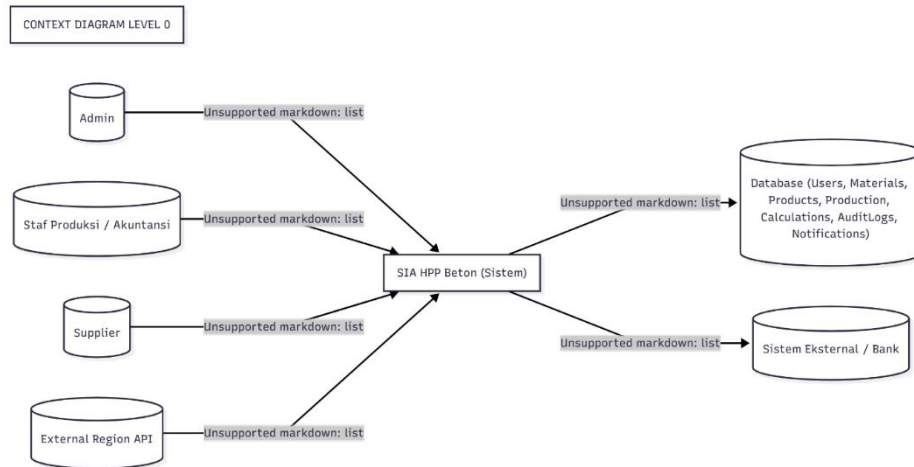 CONTEXT DIAGRAM LEVEL 0
Admin
Unsupported markdown: list
Staf Produksi / Akuntansi
Unsupported markdown: list
Supplier
Unsupported markdown: list
External Region API
Unsupported markdown: list
SIA HPP Beton (Sistem)
Unsupported markdown: list
Database (Users, Materials,
Products, Production,
Calculations, AuditLogs,
Notifications)
Unsupported markdown: list
Sistem Eksternal / Bank